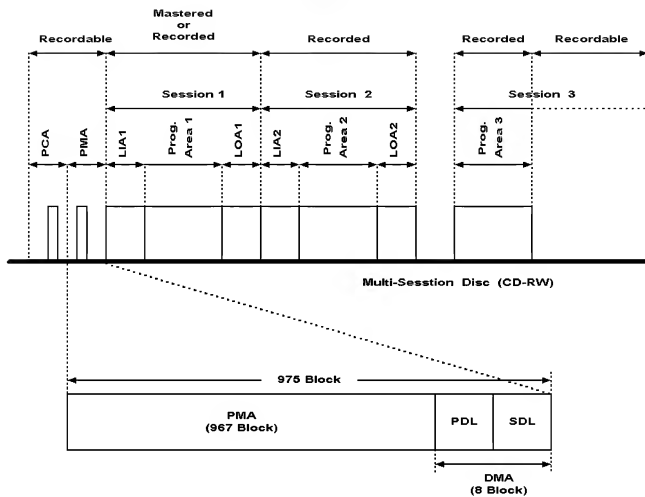 Mastered
or
Recordable Recorded Recorded Recorded Recordable
Session 1 Session 2 Session 3
PCA PMA LIA1 Prog. Area 1 LOA1 LIA2 Prog. Area 2 LOA2 Prog. Area 3
Multi-Sesstion Disc (CD-RW)
975 Block
PMA PDL SDL
(967 Block)
DMA
(8 Block)